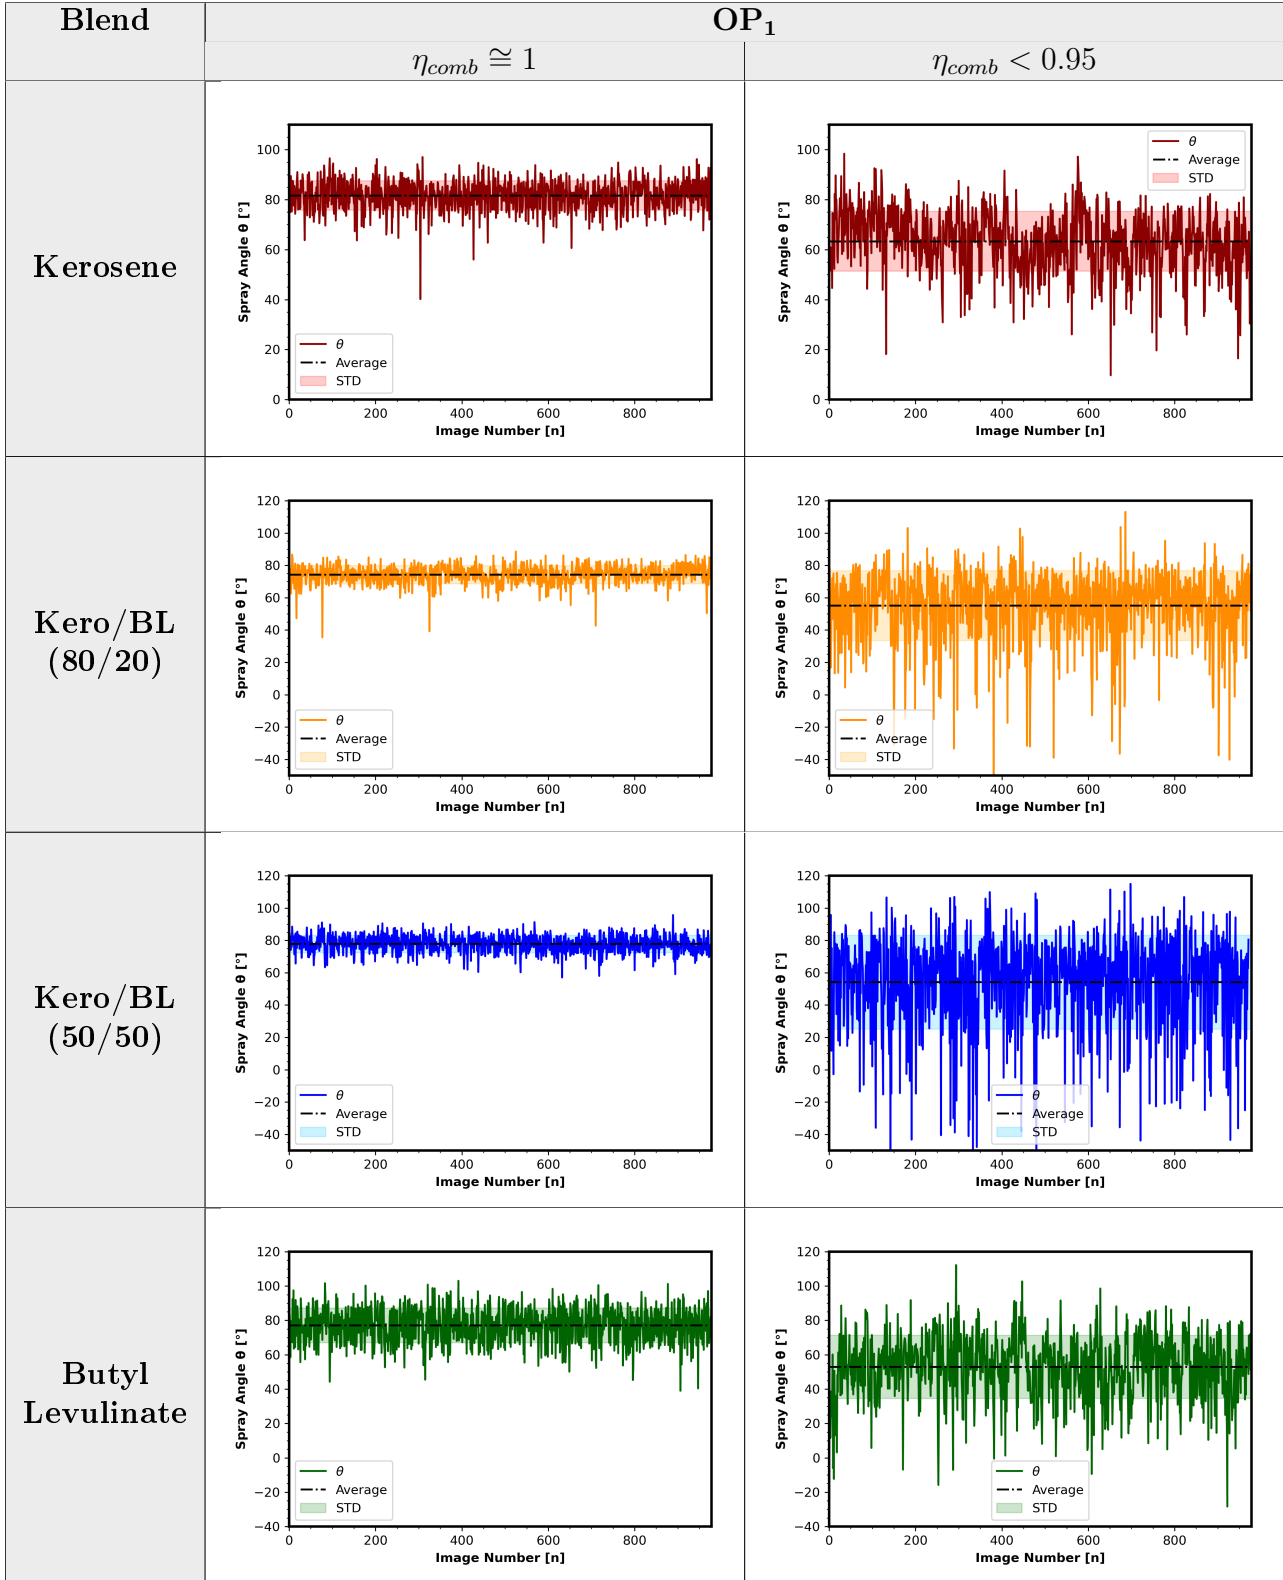 Blend
OP₁
η_comb ≅ 1
η_comb < 0.95
Kerosene
Spray Angle θ [°]
100
80
60
40
20
0
0 200 400 600 800
Image Number [n]
θ
Average
STD
Spray Angle θ [°]
100
80
60
40
20
0
0 200 400 600 800
Image Number [n]
θ
Average
STD
Kero/BL
(80/20)
Spray Angle θ [°]
120
100
80
60
40
20
0
−20
−40
0 200 400 600 800
Image Number [n]
θ
Average
STD
Spray Angle θ [°]
120
100
80
60
40
20
0
−20
−40
0 200 400 600 800
Image Number [n]
θ
Average
STD
Kero/BL
(50/50)
Spray Angle θ [°]
120
100
80
60
40
20
0
−20
−40
0 200 400 600 800
Image Number [n]
θ
Average
STD
Spray Angle θ [°]
120
100
80
60
40
20
0
−20
−40
0 200 400 600 800
Image Number [n]
θ
Average
STD
Butyl
Levulinate
Spray Angle θ [°]
120
100
80
60
40
20
0
−20
−40
0 200 400 600 800
Image Number [n]
θ
Average
STD
Spray Angle θ [°]
120
100
80
60
40
20
0
−20
−40
0 200 400 600 800
Image Number [n]
θ
Average
STD